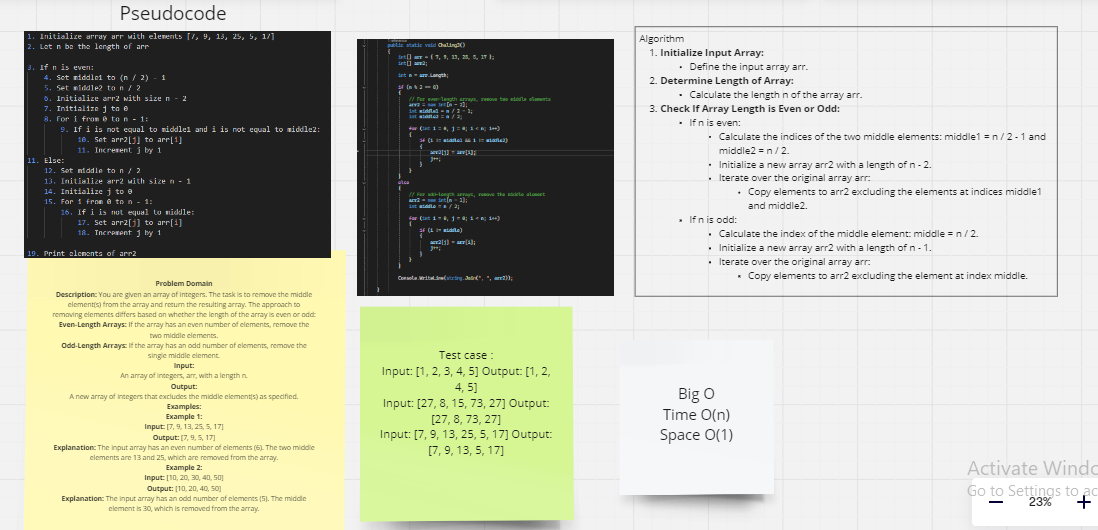 Pseudocode
1. Initialize array arr with elements [7, 9, 13, 25, 5, 17]
2. Let n be the length of arr
3. If n is even:
4. Set middle1 to (n / 2) - 1
5. Set middle2 to n / 2
6. Initialize arr2 with size n - 2
7. Initialize j to 0
8. For i from 0 to n - 1:
9. If i is not equal to middle1 and i is not equal to middle2:
10. Set arr2[j] to arr[i]
11. Increment j by 1
11. Else:
12. Set middle to n / 2
13. Initialize arr2 with size n - 1
14. Initialize j to 0
15. For i from 0 to n - 1:
16. If i is not equal to middle:
17. Set arr2[j] to arr[i]
18. Increment j by 1
19. Print elements of arr2
Problem Domain
Description: You are given an array of integers. The task is to remove the middle
element(s) from the array and return the resulting array. The approach to
removing elements differs based on whether the length of the array is even or odd:
Even-Length Arrays: If the array has an even number of elements, remove the
two middle elements.
Odd-Length Arrays: If the array has an odd number of elements, remove the
single middle element.
Input:
An array of integers, arr, with a length n.
Output:
A new array of integers that excludes the middle element(s) as specified.
Examples:
Example 1:
Input: [7, 9, 13, 25, 5, 17]
Output: [7, 9, 5, 17]
Explanation: The input array has an even number of elements (6). The two middle
elements are 13 and 25, which are removed from the array.
Example 2:
Input: [10, 20, 30, 40, 50]
Output: [10, 20, 40, 50]
Explanation: The input array has an odd number of elements (5). The middle
element is 30, which is removed from the array.
public static void
{
int[] arr = { 7, 9, 13, 25, 5, 17 };
int[] arr2;
int n = arr.Length;
if (n % 2 == 0)
{
// For even-length arrays, remove two middle elements
arr2 = new int[n - 2];
int middle1 = n / 2 - 1;
int middle2 = n / 2;
for (int i = 0, j = 0; i < n; i++)
{
if (i != middle1 && i != middle2)
{
arr2[j] = arr[i];
j++;
}
}
}
else
{
// For odd-length arrays, remove the middle element
arr2 = new int[n - 1];
int middle = n / 2;
for (int i = 0, j = 0; i < n; i++)
{
if (i != middle)
{
arr2[j] = arr[i];
j++;
}
}
}
Console.WriteLine(string.Join(", ", arr2));
}
Test case :
Input: [1, 2, 3, 4, 5] Output: [1, 2,
4, 5]
Input: [27, 8, 15, 73, 27] Output:
[27, 8, 73, 27]
Input: [7, 9, 13, 25, 5, 17] Output:
[7, 9, 13, 5, 17]
Algorithm
1. Initialize Input Array:
• Define the input array arr.
2. Determine Length of Array:
• Calculate the length n of the array arr.
3. Check If Array Length is Even or Odd:
• If n is even:
• Calculate the indices of the two middle elements: middle1 = n / 2 - 1 and
middle2 = n / 2.
• Initialize a new array arr2 with a length of n - 2.
• Iterate over the original array arr:
• Copy elements to arr2 excluding the elements at indices middle1
and middle2.
• If n is odd:
• Calculate the index of the middle element: middle = n / 2.
• Initialize a new array arr2 with a length of n - 1.
• Iterate over the original array arr:
• Copy elements to arr2 excluding the element at index middle.
Big O
Time O(n)
Space O(1)
Activate Windo
Go to Settings to ac
— 23% +